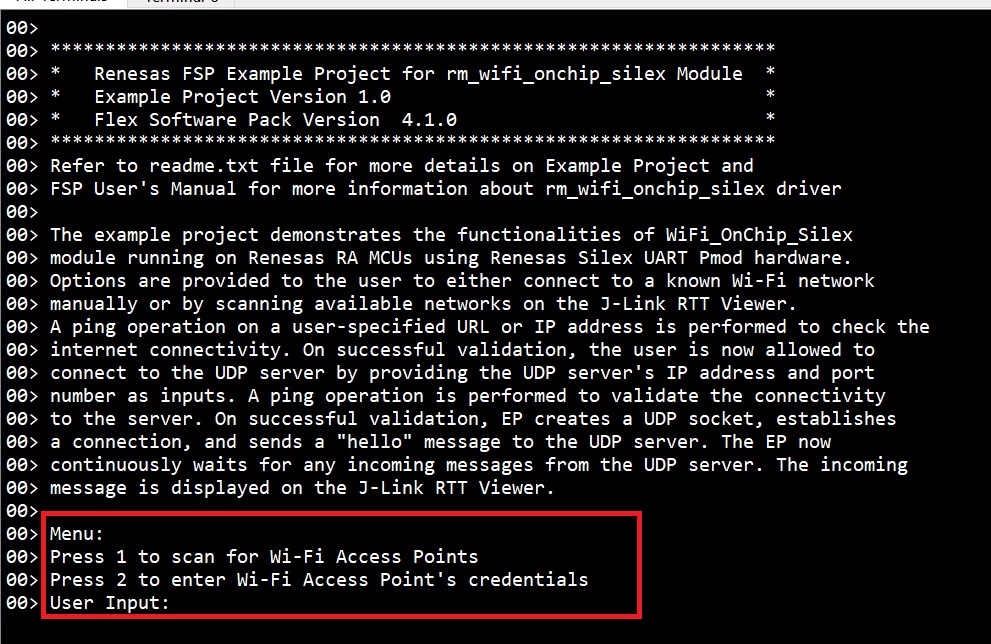 00>
00> ******************************************************************
00> *   Renesas FSP Example Project for rm_wifi_onchip_silex Module  *
00> *   Example Project Version 1.0                                  *
00> *   Flex Software Pack Version  4.1.0                            *
00> ******************************************************************
00> Refer to readme.txt file for more details on Example Project and
00> FSP User's Manual for more information about rm_wifi_onchip_silex driver
00>
00> The example project demonstrates the functionalities of WiFi_OnChip_Silex
00> module running on Renesas RA MCUs using Renesas Silex UART Pmod hardware.
00> Options are provided to the user to either connect to a known Wi-Fi network
00> manually or by scanning available networks on the J-Link RTT Viewer.
00> A ping operation on a user-specified URL or IP address is performed to check the
00> internet connectivity. On successful validation, the user is now allowed to
00> connect to the UDP server by providing the UDP server's IP address and port
00> number as inputs. A ping operation is performed to validate the connectivity
00> to the server. On successful validation, EP creates a UDP socket, establishes
00> a connection, and sends a "hello" message to the UDP server. The EP now
00> continuously waits for any incoming messages from the UDP server. The incoming
00> message is displayed on the J-Link RTT Viewer.
00>
00> Menu:
00> Press 1 to scan for Wi-Fi Access Points
00> Press 2 to enter Wi-Fi Access Point's credentials
00> User Input: